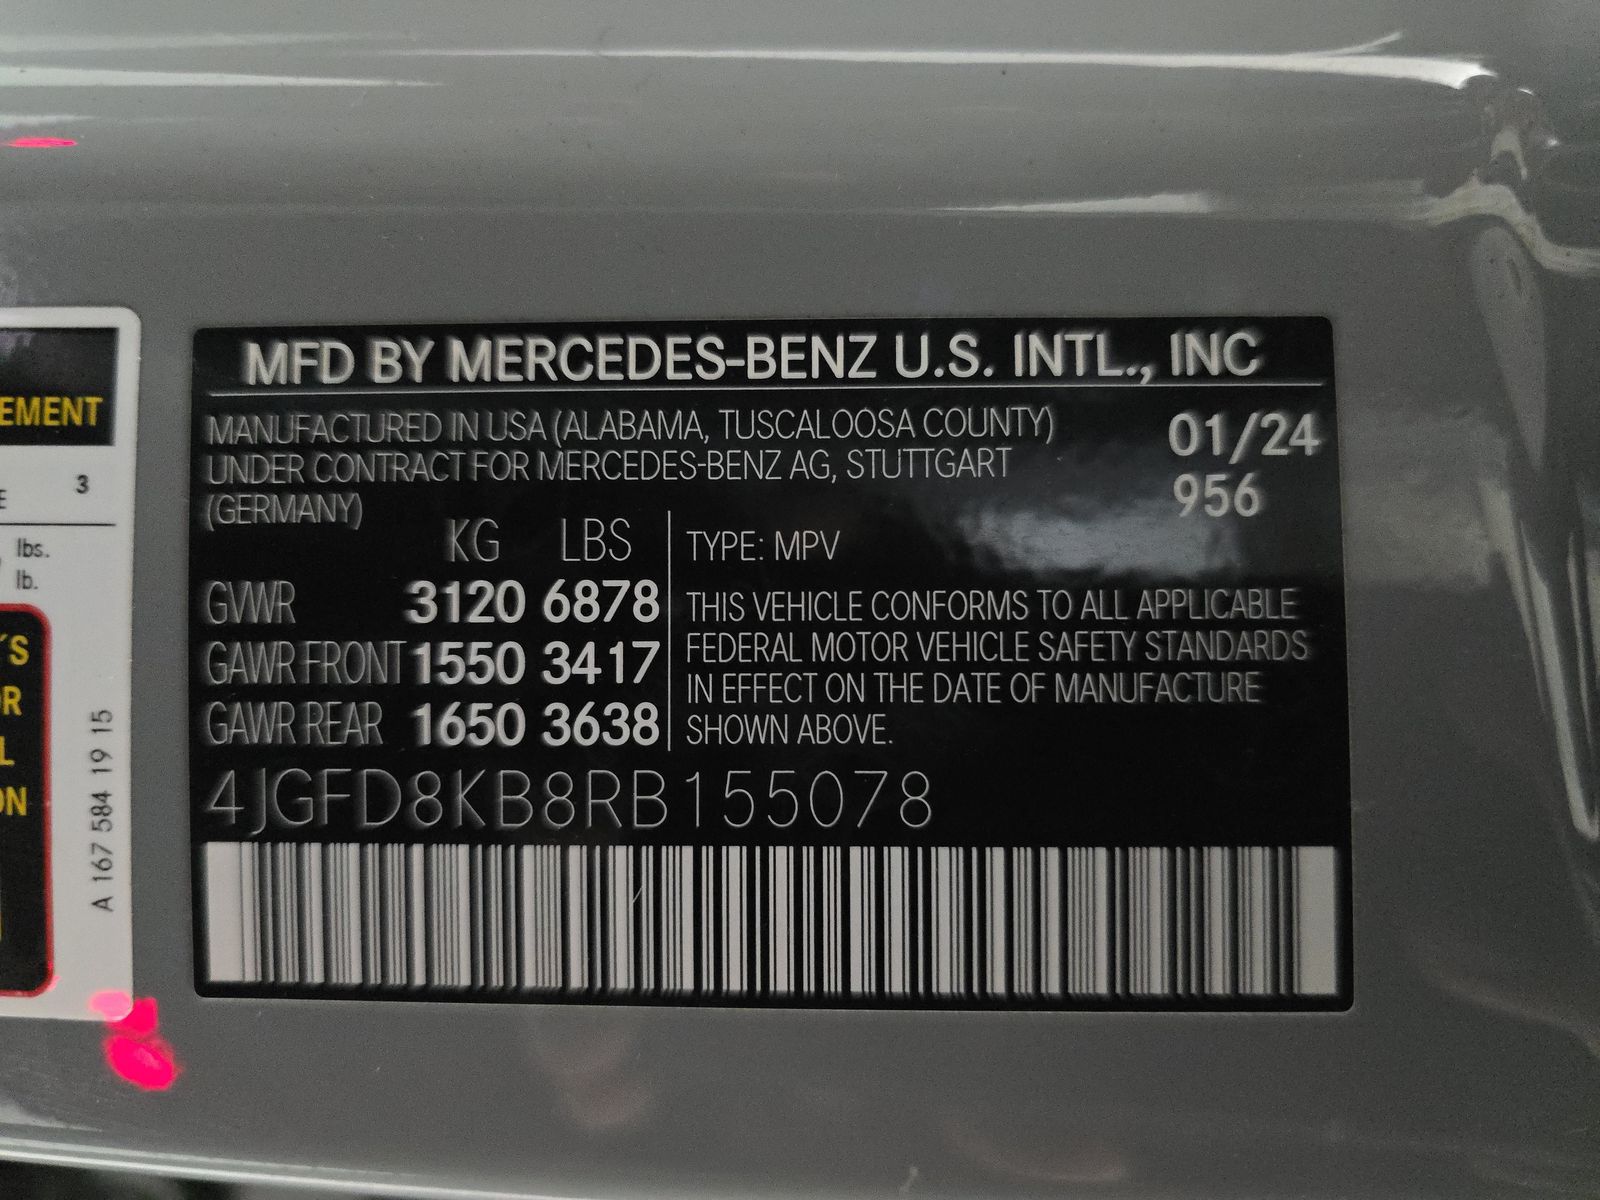 MFD BY MERCEDES-BENZ U.S. INTL., INC
MANUFACTURED IN USA (ALABAMA, TUSCALOOSA COUNTY)
UNDER CONTRACT FOR MERCEDES-BENZ AG, STUTTGART
(GERMANY)
01/24
956
KG LBS
GVWR 3120 6878
GAWR FRONT 1550 3417
GAWR REAR 1650 3638
TYPE: MPV
THIS VEHICLE CONFORMS TO ALL APPLICABLE
FEDERAL MOTOR VEHICLE SAFETY STANDARDS
IN EFFECT ON THE DATE OF MANUFACTURE
SHOWN ABOVE.
4JGFD8KB8RB155078
EMENT
3
lbs.
lb.
´S
OR
L
ON
A 167 584 19 15